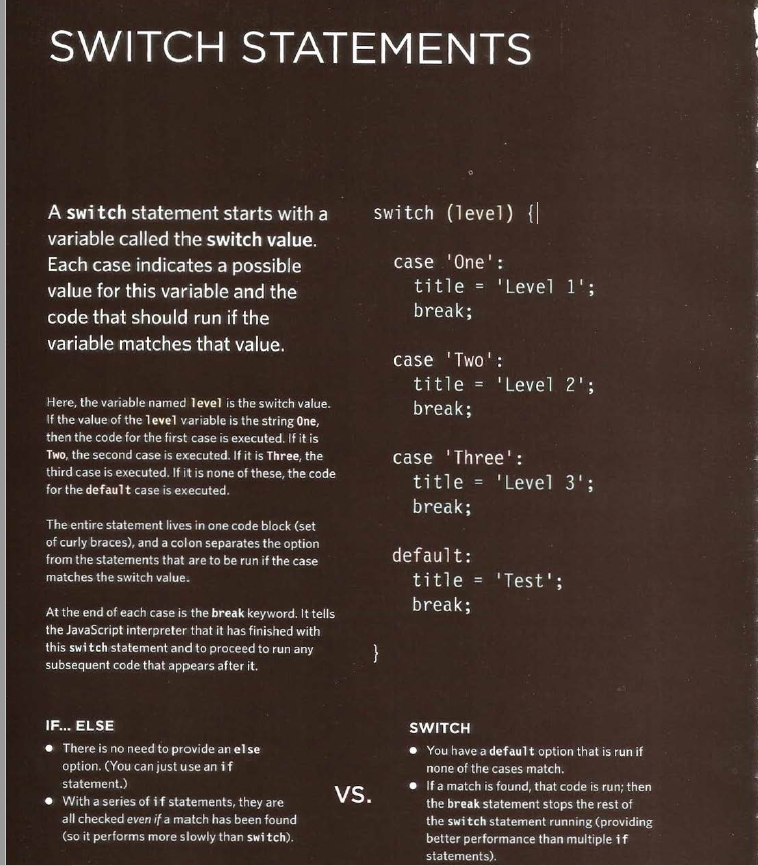 SWITCH STATEMENTS
A switch statement starts with a
variable called the switch value.
Each case indicates a possible
value for this variable and the
code that should run if the
variable matches that value.
Here, the variable named level is the switch value.
If the value of the level variable is the string One,
then the code for the first case is executed. If it is
Two, the second case is executed. If it is Three, the
third case is executed. If it is none of these, the code
for the default case is executed.
The entire statement lives in one code block (set
of curly braces), and a colon separates the option
from the statements that are to be run if the case
matches the switch value.
At the end of each case is the break keyword. It tells
the JavaScript interpreter that it has finished with
this switch statement and to proceed to run any
subsequent code that appears after it.
switch (level) {
case 'One':
title = 'Level 1';
break;
case 'Two':
title = 'Level 2';
break;
case 'Three':
title = 'Level 3';
break;
default:
title = 'Test';
break;
}
IF... ELSE
● There is no need to provide an else
option. (You can just use an if
statement.)
● With a series of if statements, they are
all checked even if a match has been found
(so it performs more slowly than switch).
VS.
SWITCH
● You have a default option that is run if
none of the cases match.
● If a match is found, that code is run; then
the break statement stops the rest of
the switch statement running (providing
better performance than multiple if
statements).